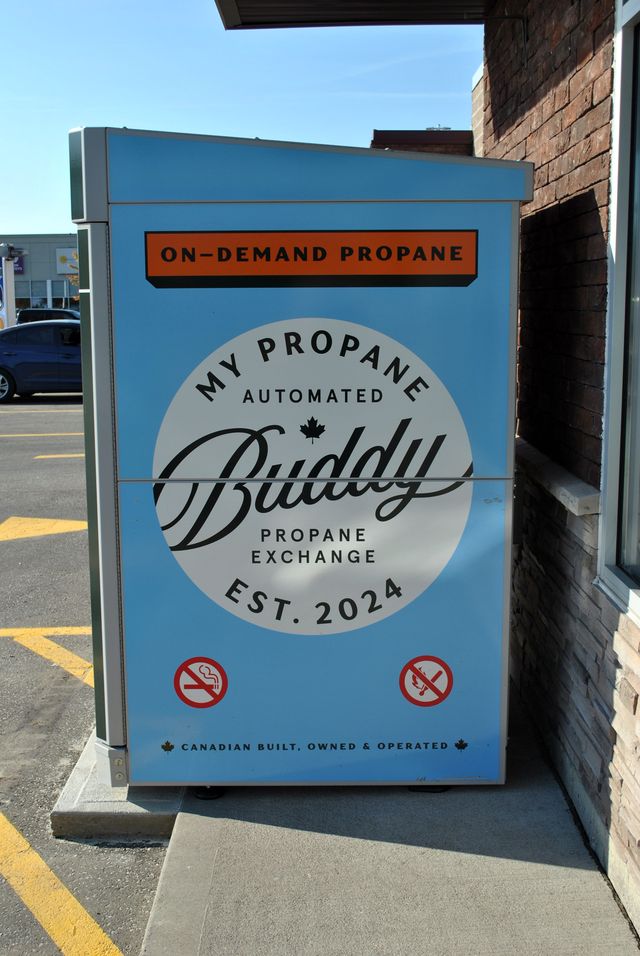 ON-DEMAND PROPANE
MY PROPANE
AUTOMATED
Buddy
PROPANE
EXCHANGE
EST. 2024
CANADIAN BUILT, OWNED & OPERATED